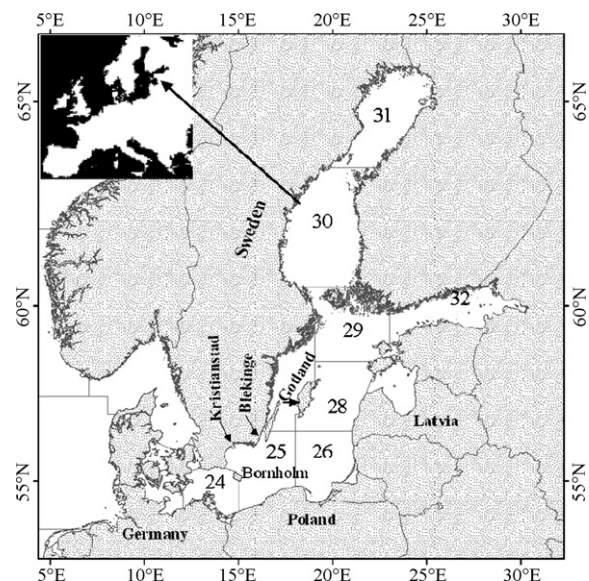 5°E 10°E 15°E 20°E 25°E 30°E
65°N 65°N
31
30
Sweden
60°N 60°N
32
29
Gotland
Kristianstad
Blekinge
28
Latvia
25 26
Bornholm
24
55°N 55°N
Poland
Germany
5°E 10°E 15°E 20°E 25°E 30°E